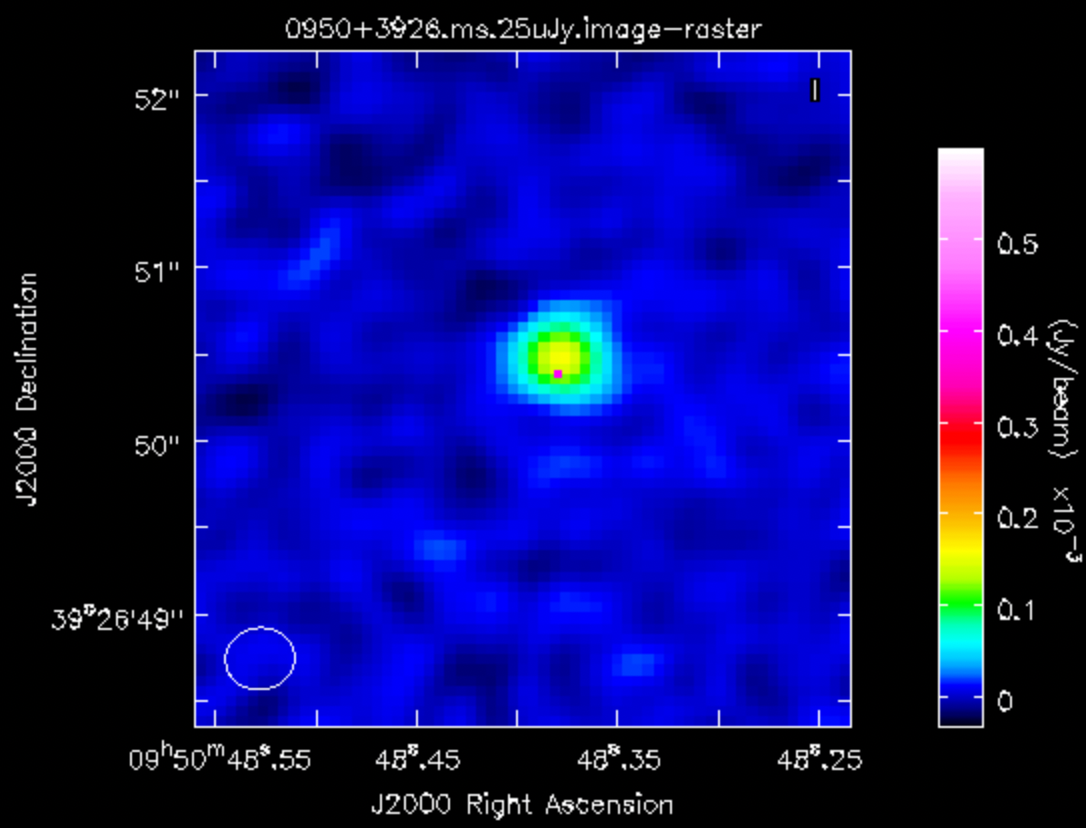 0950+3926.ms.25uJy.image-raster
I
52"
51"
50"
39°26'49"
J2000 Declination
09ʰ50ᵐ48ˢ.55
48ˢ.45
48ˢ.35
48ˢ.25
J2000 Right Ascension
0.5
0.4
0.3
0.2
0.1
0
(Jy/beam) ×10⁻³